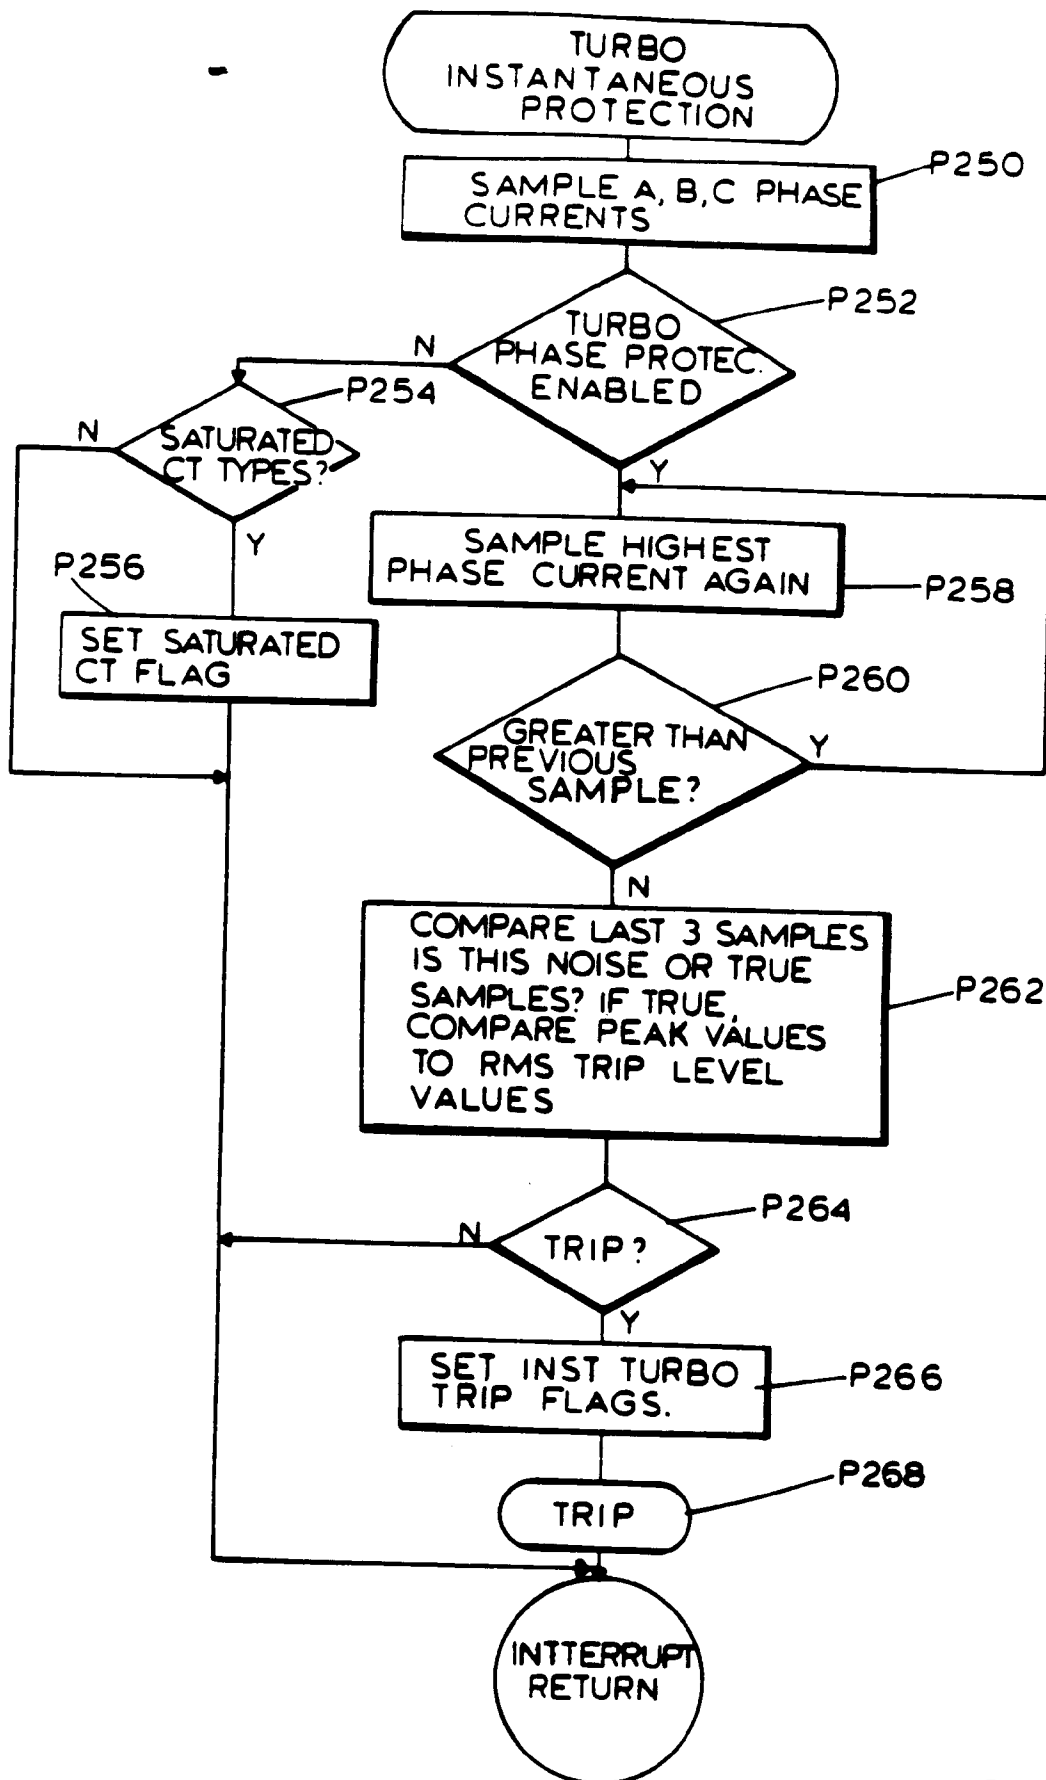 TURBO
INSTANTANEOUS
PROTECTION
P250
SAMPLE A, B, C PHASE
CURRENTS
P252
TURBO
PHASE PROTEC.
ENABLED
N
P254
N
SATURATED
CT TYPES?
Y
Y
P256
SAMPLE HIGHEST
PHASE CURRENT AGAIN
P258
SET SATURATED
CT FLAG
P260
GREATER THAN
PREVIOUS
SAMPLE?
Y
N
COMPARE LAST 3 SAMPLES
IS THIS NOISE OR TRUE
SAMPLES? IF TRUE,
COMPARE PEAK VALUES
TO RMS TRIP LEVEL
VALUES
P262
P264
N
TRIP?
Y
SET INST TURBO
TRIP FLAGS.
P266
P268
TRIP
INTTERRUPT
RETURN